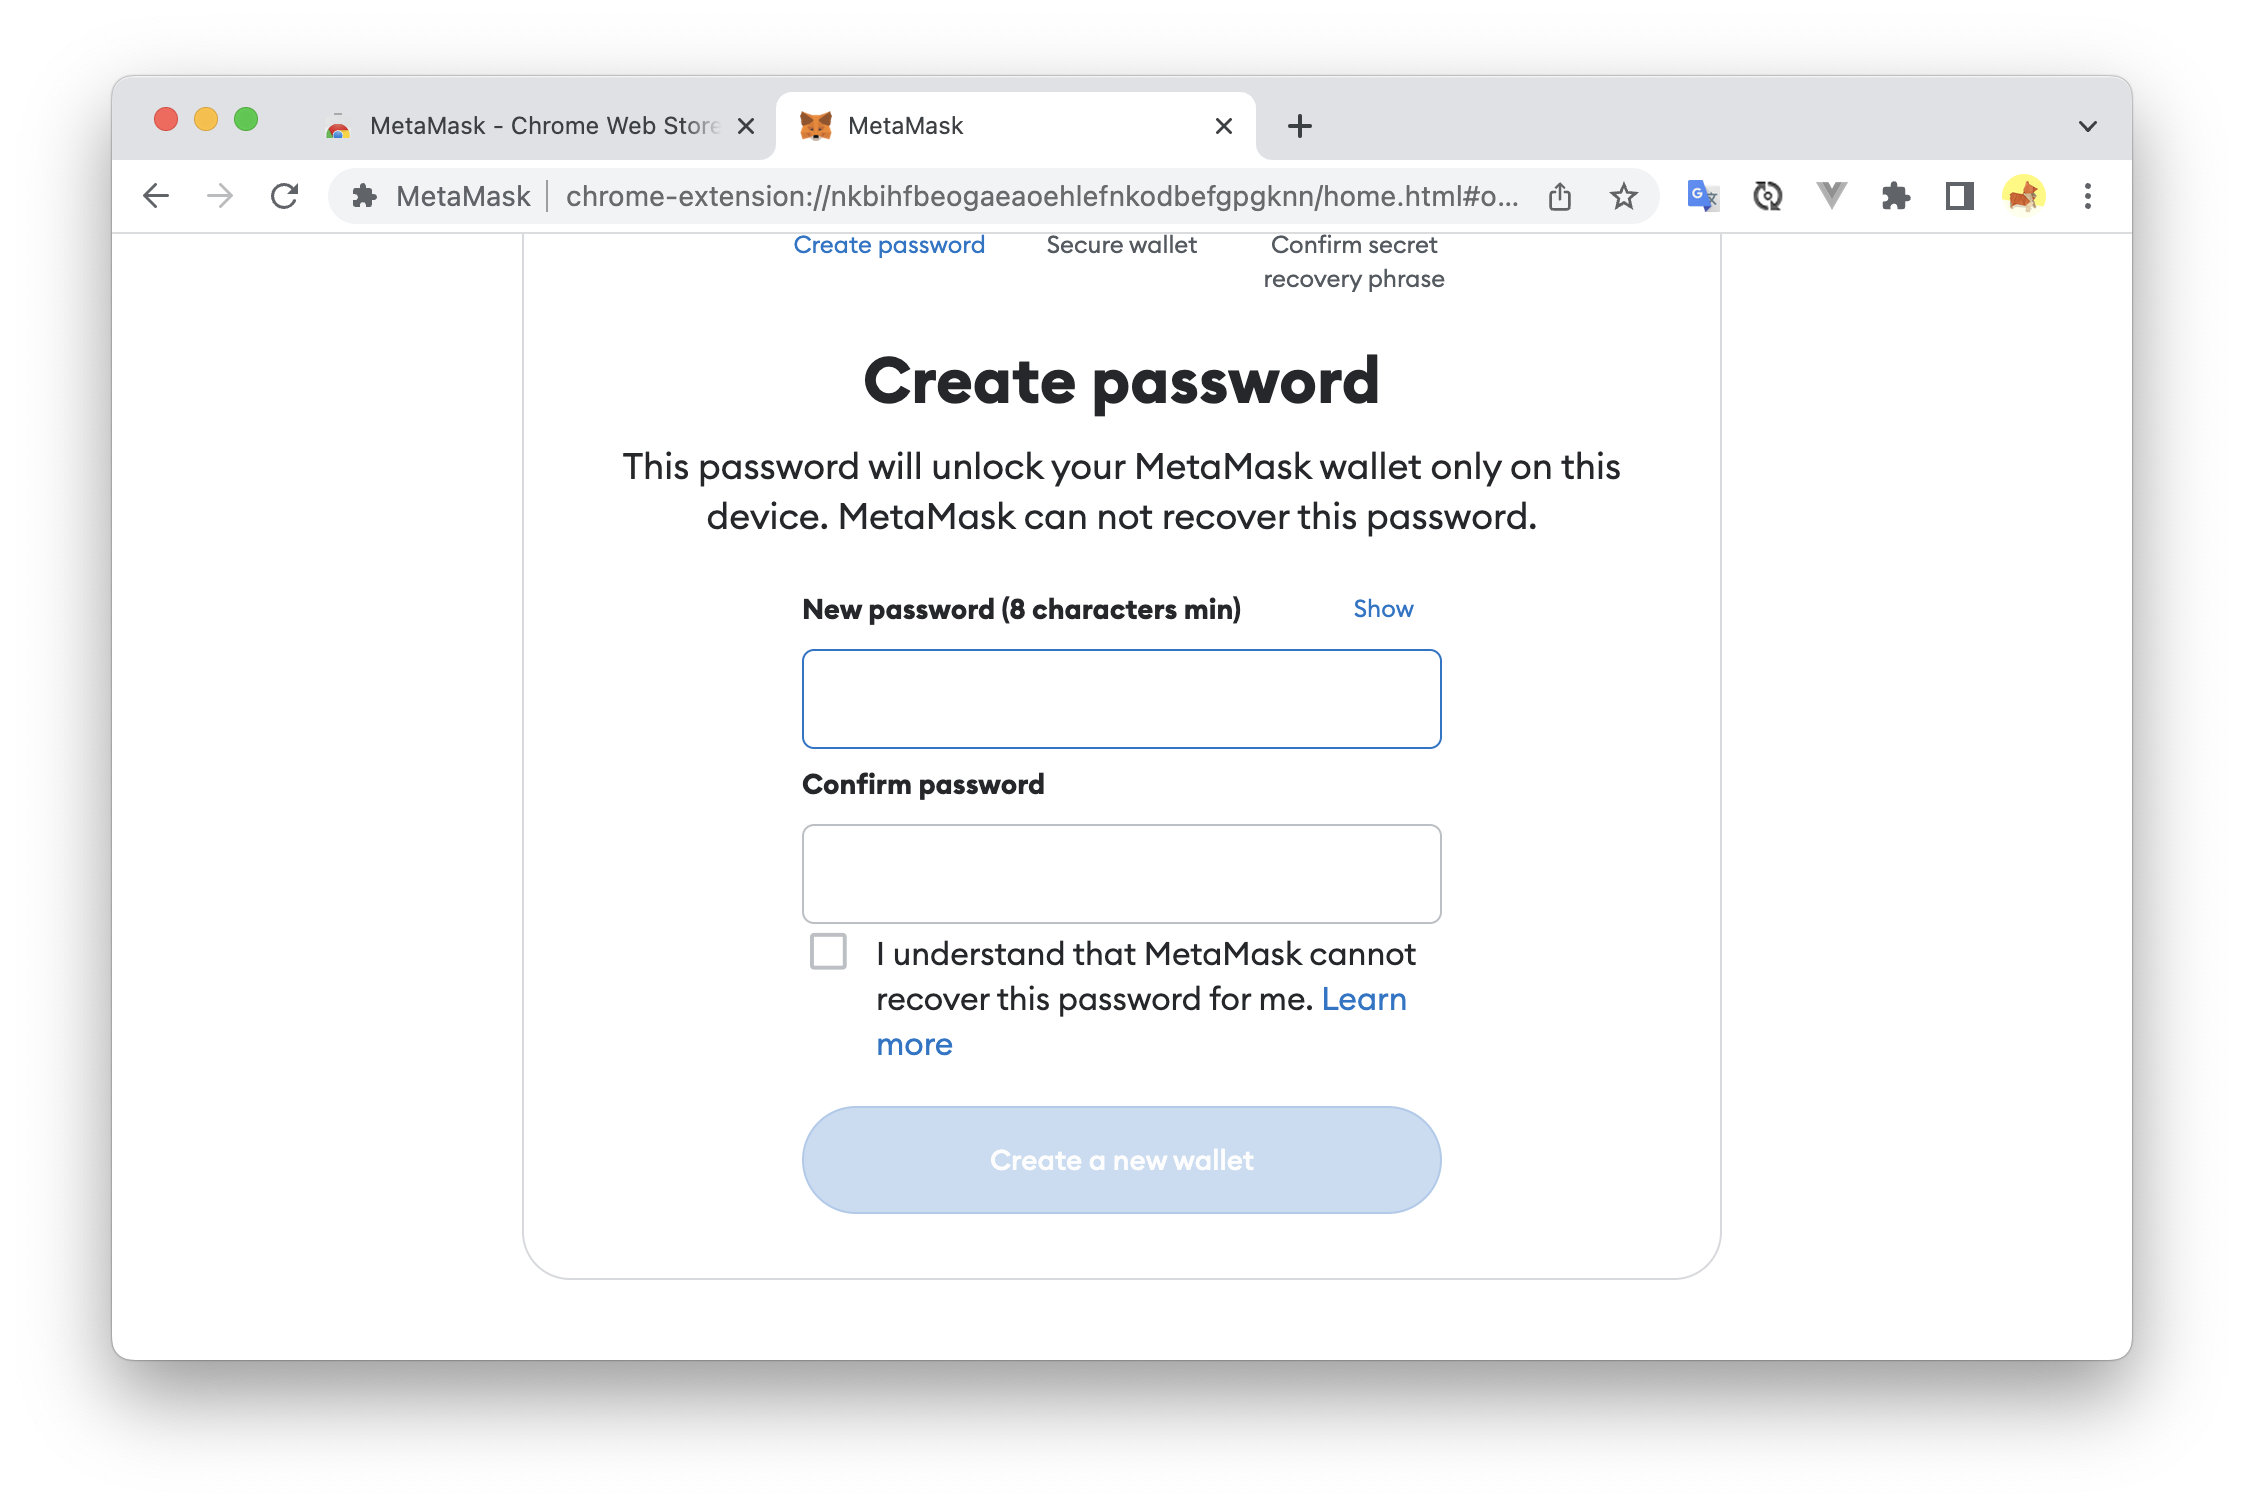 MetaMask - Chrome Web Store
MetaMask
MetaMask
chrome-extension://nkbihfbeogaeaoehlefnkodbefgpgknn/home.html#o...
Create password
Secure wallet
Confirm secret
recovery phrase
Create password
This password will unlock your MetaMask wallet only on this
device. MetaMask can not recover this password.
New password (8 characters min)
Show
Confirm password
I understand that MetaMask cannot
recover this password for me. Learn
more
Create a new wallet